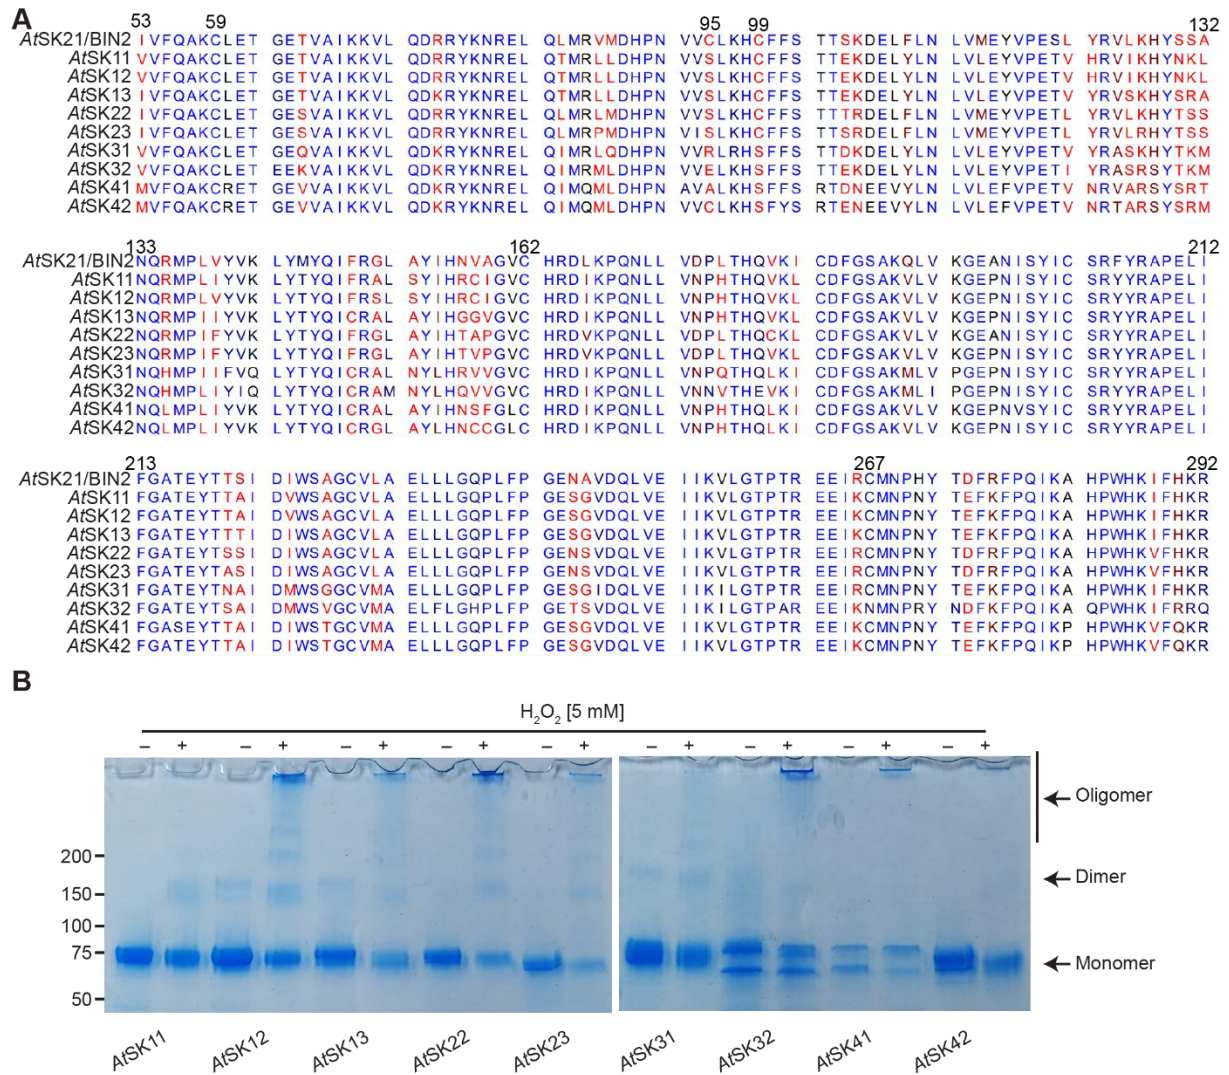 A
53 59 95 99 132
AtSK21/BIN2 IVFQAKCLET GETVAIKKVL QDRRYKNREL QLMRVMDHPN VVCLKHCFFS TTSKDELFLN LVMEYVPESL YRVLKHYSSA
AtSK11 VVFQAKCLET GETVAIKKVL QDKRYKNREL QTMRLLDHPN VVSLKHCFFS TTEKDELYLN LVLEYVPETV HRVIKHYNKL
AtSK12 VVFQAKCLET GETVAIKKVL QDKRYKNREL QTMRLLDHPN VVSLKHCFFS TTEKDELYLN LVLEYVPETV HRVIKHYNKL
AtSK13 IVFQAKCLET GETVAIKKVL QDKRYKNREL QTMRLLDHPN VVSLKHCFFS TTEKDELYLN LVLEYVPETV YRVSKHYSRA
AtSK22 IVFQAKCLET GESVAIKKVL QDRRYKNREL QLMRLMDHPN VVSLKHCFFS TTTRDELFLN LVMEYVPETL YRVLKHYTSS
AtSK23 IVFQAKCLET GESVAIKKVL QDRRYKNREL QLMRPMDHPN VISLKHCFFS TTSRDELFLN LVMEYVPETL YRVLRHYTSS
AtSK31 VVFQAKCLET GEQVAIKKVL QDKRYKNREL QIMRLQDHPN VVRLRHSFFS TTDKDELYLN LVLEYVPETV YRASKHYTKM
AtSK32 VVFQAKCLET EEKVAIKKVL QDKRYKNREL QIMRLQDHPN VVELKHSFFS TTEKDELYLN LVLEYVPETI YRASRSYTKM
AtSK41 MVFQAKCRET GEVVAIKKVL QDKRYKNREL QIMQMLDHPN AVALKHSFFS RTDNEEVYLN LVLEFVPETV NRVARSYSRT
AtSK42 MVFQAKCRET GEVVAIKKVL QDKRYKNREL QIMQMLDHPN VVCLKHSFYS RTENEEVYLN LVLEFVPETV NRTARSYSRM
133 162 212
AtSK21/BIN2 NQRMPLVYVK LYMYQIFRGL AYIHNVAGVC HRDLKPQNLL VDPLTHQVKI CDFGSAKQLV KGEANISYIC SRFYRAPELI
AtSK11 NQRMPLIYVK LYTYQIFRAL SYIHRCIGVC HRDIKPQNLL VNPHTHQVKL CDFGSAKVLV KGEPNISYIC SRYYRAPELI
AtSK12 NQRMPLVYVK LYTYQIFRSL SYIHRCIGVC HRDIKPQNLL VNPHTHQVKL CDFGSAKVLV KGEPNISYIC SRYYRAPELI
AtSK13 NQRMPIIYVK LYTYQICRAL AYIHGGVGVC HRDIKPQNLL VNPHTHQVKL CDFGSAKVLV KGEPNISYIC SRYYRAPELI
AtSK22 NQRMPIFYVK LYTYQIFRGL AYIHTAPGVC HRDVKPQNLL VDPLTHQCKL CDFGSAKVLV KGEANISYIC SRYYRAPELI
AtSK23 NQRMPIFYVK LYTYQIFRGL AYIHTVPGVC HRDVKPQNLL VDPLTHQVKL CDFGSAKVLV KGEPNISYIC SRYYRAPELI
AtSK31 NQHMPIIFVQ LYTYQICRAL NYLHRVVGVC HRDIKPQNLL VNPQTHQLKI CDFGSAKMLV PGEPNISYIC SRYYRAPELI
AtSK32 NQHMPLIYIQ LYTYQICRAM NYLHQVVGVC HRDIKPQNLL VNNVTHEVKI CDFGSAKMLI PGEPNISYIC SRYYRAPELI
AtSK41 NQLMPLIYVK LYTYQICRAL AYIHNSFGLC HRDIKPQNLL VNPHTHQLKI CDFGSAKVLV KGEPNVSYIC SRYYRAPELI
AtSK42 NQLMPLIYVK LYTYQICRGL AYLHNCCGLC HRDIKPQNLL VNPHTHQLKI CDFGSAKVLV KGEPNISYIC SRYYRAPELI
213 267 292
AtSK21/BIN2 FGATEYTTSI DIWSAGCVLA ELLLGQPLFP GENAVDQLVE IIKVLGTPTR EEIRCMNPHY TDFRFPQIKA HPWHKIFHKR
AtSK11 FGATEYTTAI DVWSAGCVLA ELLLGQPLFP GESGVDQLVE IIKVLGTPTR EEIKCMNPNY TEFKFPQIKA HPWHKIFHKR
AtSK12 FGATEYTTAI DVWSAGCVLA ELLLGQPLFP GESGVDQLVE IIKVLGTPTR EEIKCMNPNY TEFKFPQIKA HPWHKIFHKR
AtSK13 FGATEYTTTI DIWSAGCVLA ELLLGQPLFP GESGVDQLVE IIKVLGTPTR EEIKCMNPNY TEFKFPQIKA HPWHKIFHKR
AtSK22 FGATEYTSSI DIWSAGCVLA ELLLGQPLFP GENSVDQLVE IIKVLGTPTR EEIRCMNPNY TDFRFPQIKA HPWHKVFHKR
AtSK23 FGATEYTASI DIWSAGCVLA ELLLGQPLFP GENSVDQLVE IIKVLGTPTR EEIRCMNPNY TDFRFPQIKA HPWHKVFHKR
AtSK31 FGATEYTNAI DMWSGGCVMA ELLLGQPLFP GESGIDQLVE IIKILGTPTR EEIRCMNPNY TEFKFPQIKA HPWHKIFHKR
AtSK32 FGATEYTSAI DMWSVGCVMA ELFLGHPLFP GETSVDQLVE IIKILGTPAR EEIKNMNPRY NDFKFPQIKA QPWHKIFRRQ
AtSK41 FGASEYTTAI DIWSTGCVMA ELLLGQPLFP GESGVDQLVE IIKVLGTPTR EEIKCMNPNY TEFKFPQIKP HPWHKVFQKR
AtSK42 FGATEYTTAI DIWSTGCVMA ELLLGQPLFP GESGVDQLVE IIKVLGTPTR EEIKCMNPNY TEFKFPQIKP HPWHKVFQKR
B
H2O2 [5 mM]
– + – + – + – + – + – + – + – + – +
Oligomer
200
Dimer
150
100
75
Monomer
50
AtSK11 AtSK12 AtSK13 AtSK22 AtSK23 AtSK31 AtSK32 AtSK41 AtSK42